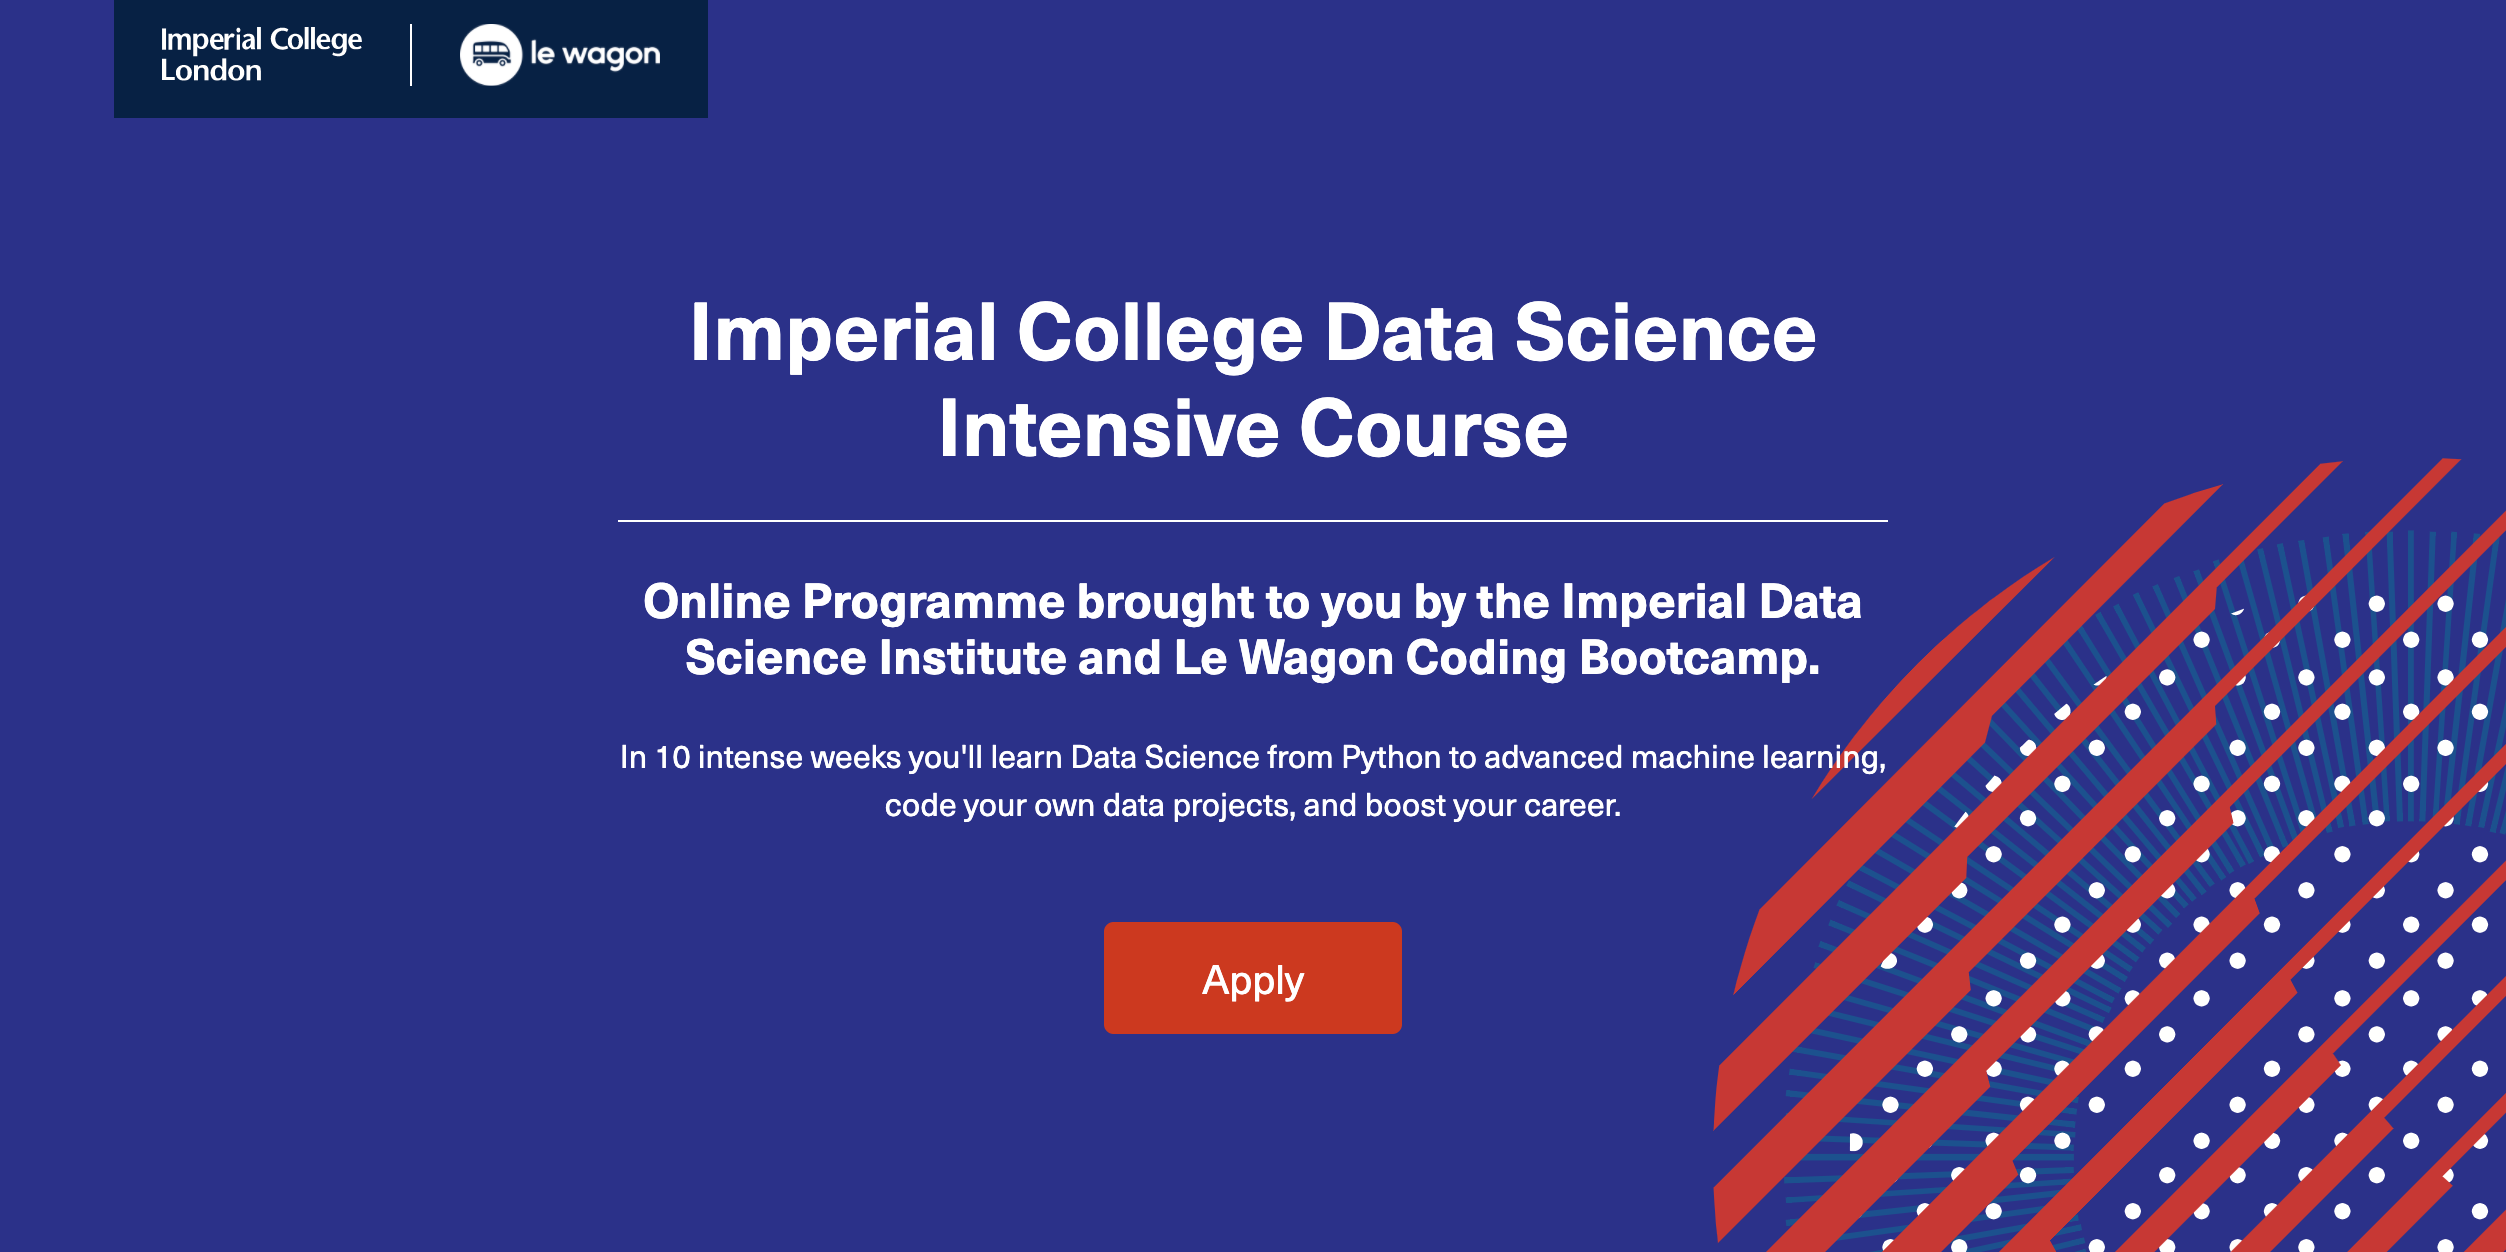 Imperial College
London
le wagon
Imperial College Data Science
Intensive Course
Online Programme brought to you by the Imperial Data
Science Institute and Le Wagon Coding Bootcamp.
In 10 intense weeks you'll learn Data Science from Python to advanced machine learning,
code your own data projects, and boost your career.
Apply